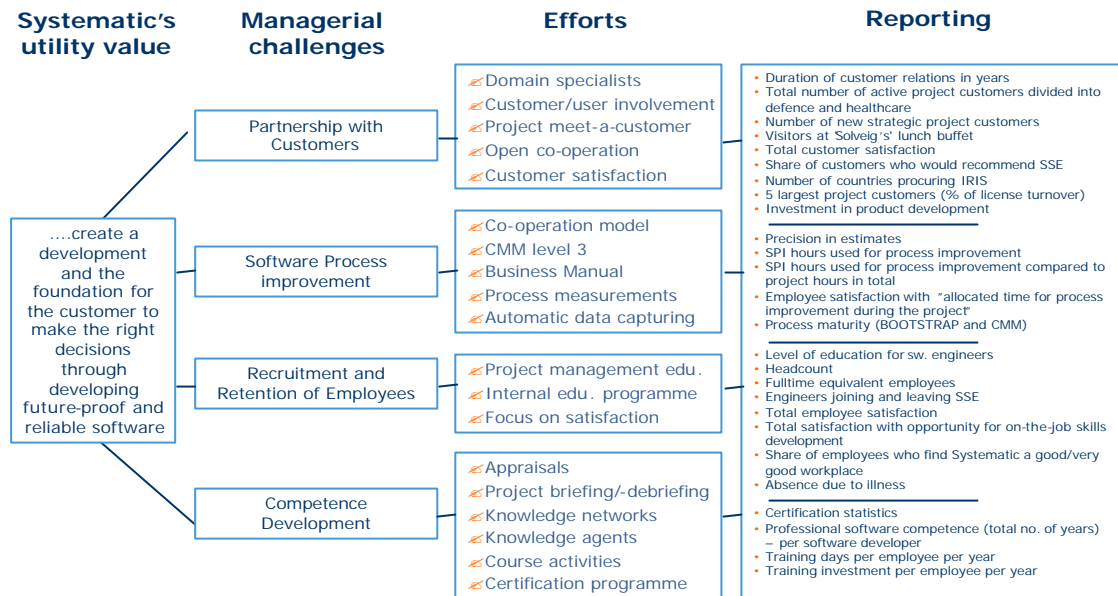 Systematic's
utility value
Managerial
challenges
Efforts
Reporting
....create a
development
and the
foundation for
the customer to
make the right
decisions
through
developing
future-proof and
reliable software
Partnership with
Customers
Software Process
improvement
Recruitment and
Retention of Employees
Competence
Development
Domain specialists
Customer/user involvement
Project meet-a-customer
Open co-operation
Customer satisfaction
Co-operation model
CMM level 3
Business Manual
Process measurements
Automatic data capturing
Project management edu.
Internal edu. programme
Focus on satisfaction
Appraisals
Project briefing/-debriefing
Knowledge networks
Knowledge agents
Course activities
Certification programme
• Duration of customer relations in years
• Total number of active project customers divided into
defence and healthcare
• Number of new strategic project customers
• Visitors at 'Solveig's' lunch buffet
• Total customer satisfaction
• Share of customers who would recommend SSE
• Number of countries procuring IRIS
• 5 largest project customers (% of license turnover)
• Investment in product development
• Precision in estimates
• SPI hours used for process improvement
• SPI hours used for process improvement compared to
project hours in total
• Employee satisfaction with "allocated time for process
improvement during the project"
• Process maturity (BOOTSTRAP and CMM)
• Level of education for sw. engineers
• Headcount
• Fulltime equivalent employees
• Engineers joining and leaving SSE
• Total employee satisfaction
• Total satisfaction with opportunity for on-the-job skills
development
• Share of employees who find Systematic a good/very
good workplace
• Absence due to illness
• Certification statistics
• Professional software competence (total no. of years)
– per software developer
• Training days per employee per year
• Training investment per employee per year